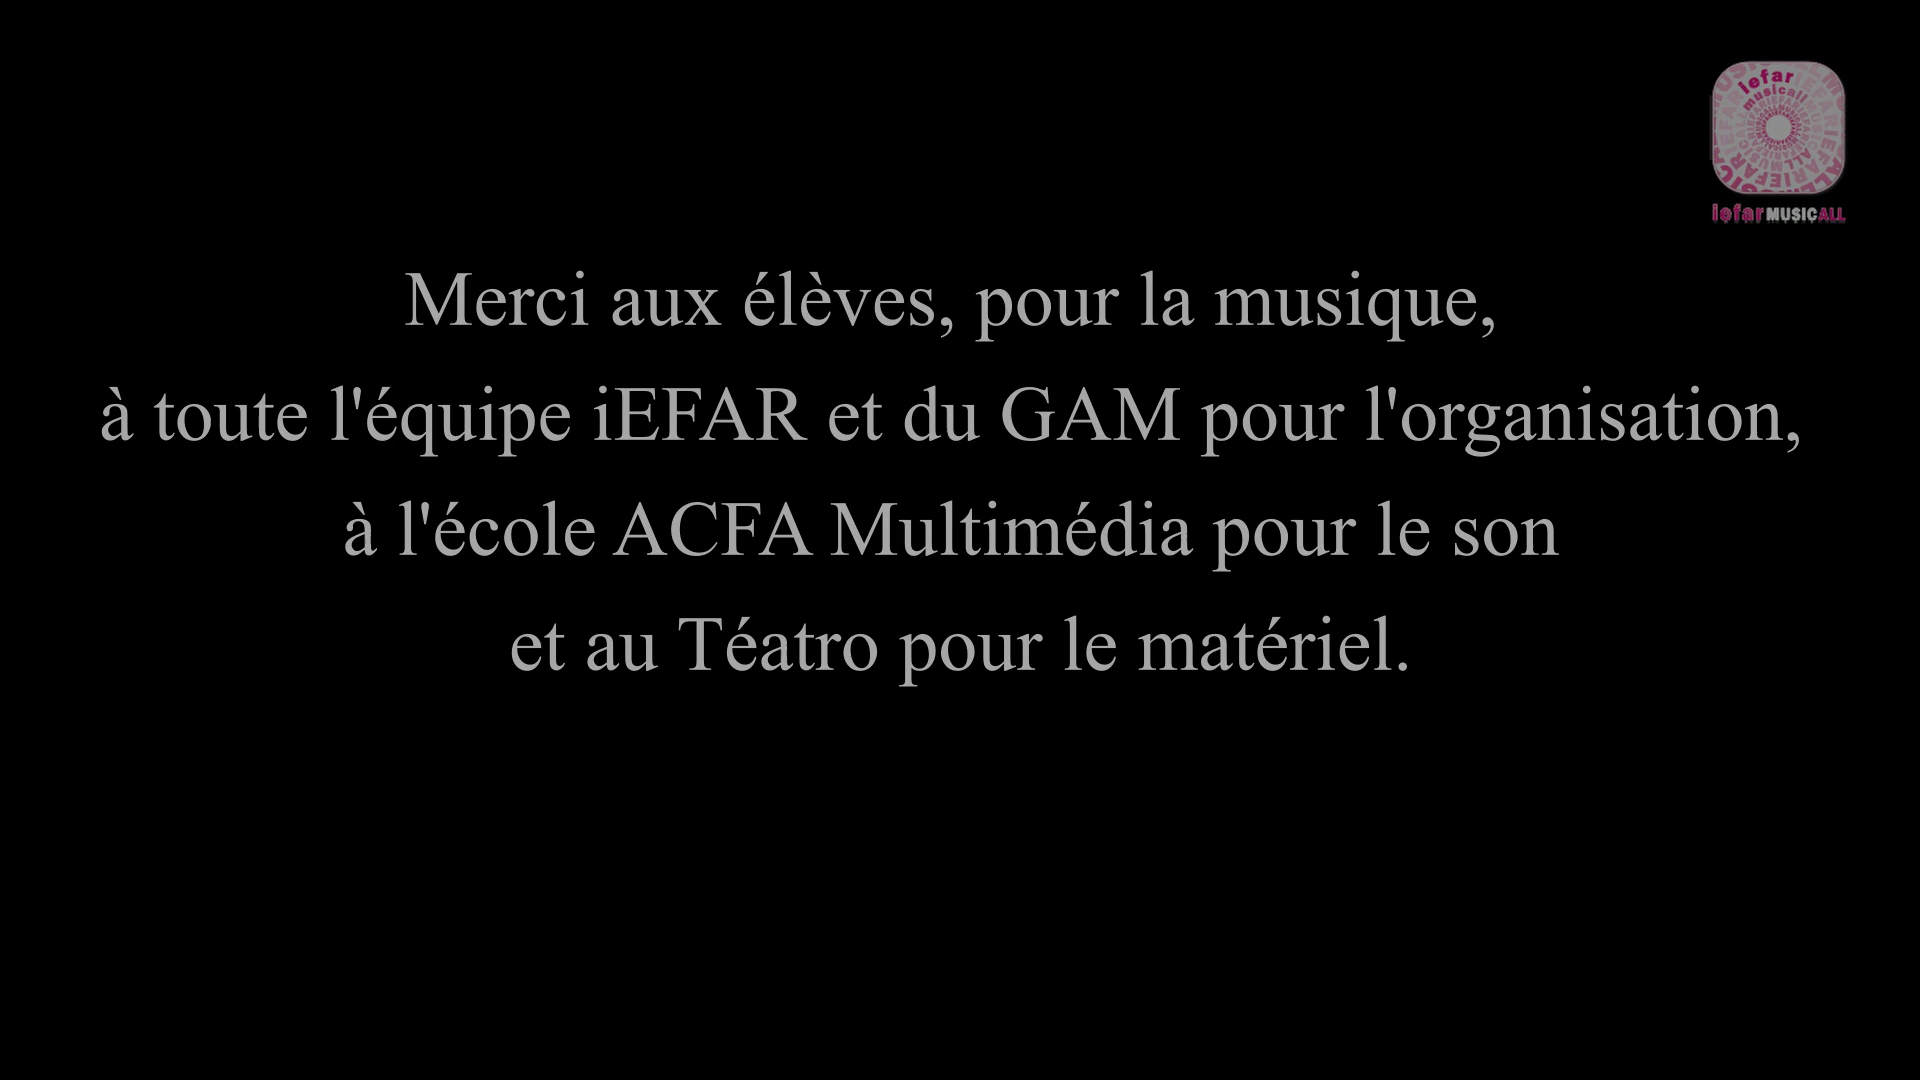 iefar
musicall
iefarMUSICALL
Merci aux élèves, pour la musique,
à toute l'équipe iEFAR et du GAM pour l'organisation,
à l'école ACFA Multimédia pour le son
et au Téatro pour le matériel.